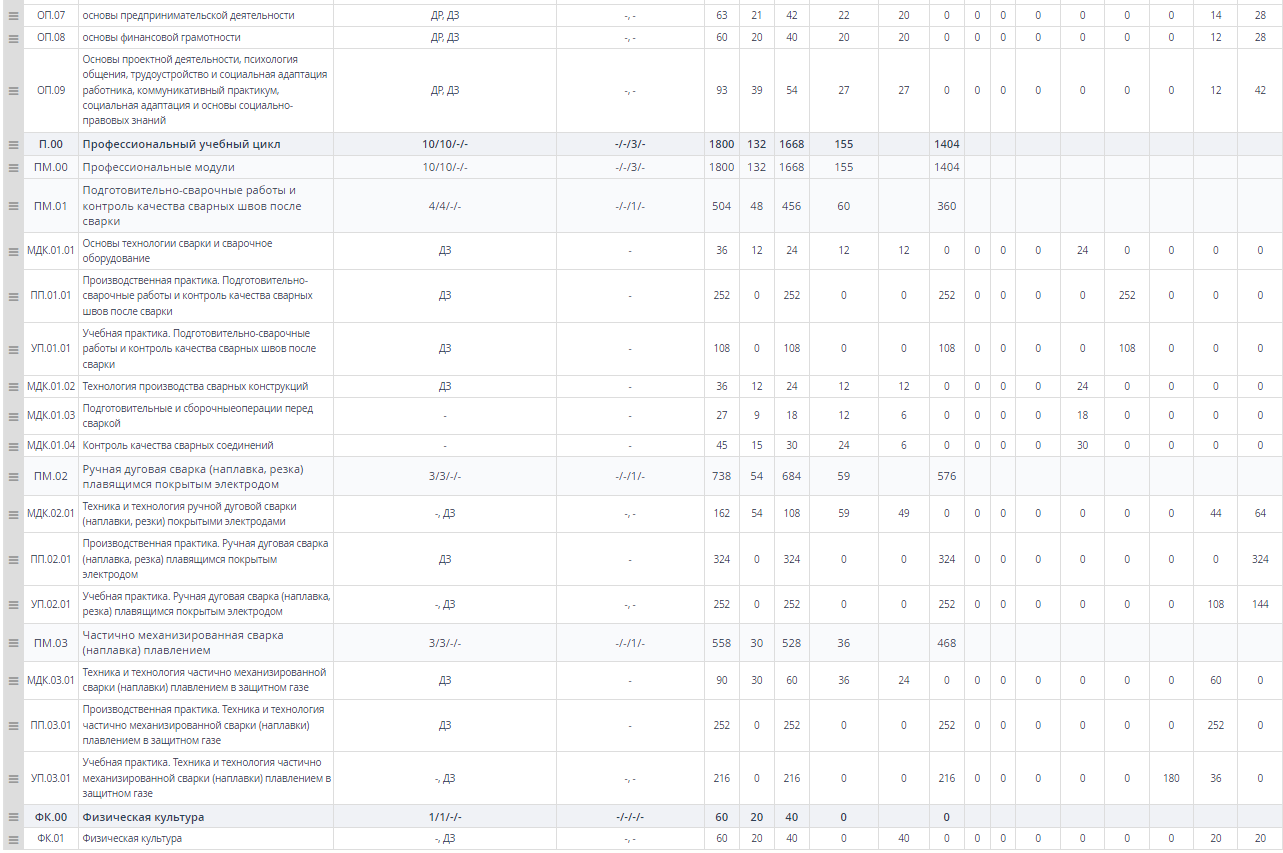 ОП.07 основы предпринимательской деятельности ДР, ДЗ -, - 63 21 42 22 20 0 0 0 0 0 0 0 14 28
ОП.08 основы финансовой грамотности ДР, ДЗ -, - 60 20 40 20 20 0 0 0 0 0 0 0 12 28
Основы проектной деятельности, психология
общения, трудоустройство и социальная адаптация
ОП.09 работника, коммуникативный практикум, ДР, ДЗ -, - 93 39 54 27 27 0 0 0 0 0 0 0 12 42
социальная адаптация и основы социально-
правовых знаний
П.00 Профессиональный учебный цикл 10/10/-/- -/-/3/- 1800 132 1668 155 1404
ПМ.00 Профессиональные модули 10/10/-/- -/-/3/- 1800 132 1668 155 1404
Подготовительно-сварочные работы и
ПМ.01 контроль качества сварных швов после 4/4/-/- -/-/1/- 504 48 456 60 360
сварки
МДК.01.01 Основы технологии сварки и сварочное ДЗ - 36 12 24 12 12 0 0 0 0 24 0 0 0 0
оборудование
Производственная практика. Подготовительно-
ПП.01.01 сварочные работы и контроль качества сварных ДЗ - 252 0 252 0 0 252 0 0 0 0 252 0 0 0
швов после сварки
Учебная практика. Подготовительно-сварочные
УП.01.01 работы и контроль качества сварных швов после ДЗ - 108 0 108 0 0 108 0 0 0 0 108 0 0 0
сварки
МДК.01.02 Технология производства сварных конструкций ДЗ - 36 12 24 12 12 0 0 0 0 24 0 0 0 0
МДК.01.03 Подготовительные и сборочныеоперации перед - - 27 9 18 12 6 0 0 0 0 18 0 0 0 0
сваркой
МДК.01.04 Контроль качества сварных соединений - - 45 15 30 24 6 0 0 0 0 30 0 0 0 0
ПМ.02 Ручная дуговая сварка (наплавка, резка) 3/3/-/- -/-/1/- 738 54 684 59 576
плавящимся покрытым электродом
МДК.02.01 Техника и технология ручной дуговой сварки -, ДЗ -, - 162 54 108 59 49 0 0 0 0 0 0 0 44 64
(наплавки, резки) покрытыми электродами
Производственная практика. Ручная дуговая сварка
ПП.02.01 (наплавка, резка) плавящимся покрытым ДЗ - 324 0 324 0 0 324 0 0 0 0 0 0 0 324
электродом
УП.02.01 Учебная практика. Ручная дуговая сварка (наплавка, -, ДЗ -, - 252 0 252 0 0 252 0 0 0 0 0 0 108 144
резка) плавящимся покрытым электродом
ПМ.03 Частично механизированная сварка 3/3/-/- -/-/1/- 558 30 528 36 468
(наплавка) плавлением
МДК.03.01 Техника и технология частично механизированной ДЗ - 90 30 60 36 24 0 0 0 0 0 0 0 60 0
сварки (наплавки) плавлением в защитном газе
Производственная практика. Техника и технология
ПП.03.01 частично механизированной сварки (наплавки) ДЗ - 252 0 252 0 0 252 0 0 0 0 0 0 252 0
плавлением в защитном газе
Учебная практика. Техника и технология частично
УП.03.01 механизированной сварки (наплавки) плавлением в -, ДЗ -, - 216 0 216 0 0 216 0 0 0 0 0 180 36 0
защитном газе
ФК.00 Физическая культура 1/1/-/- -/-/-/- 60 20 40 0 0
ФК.01 Физическая культура -, ДЗ -, - 60 20 40 0 40 0 0 0 0 0 0 0 20 20